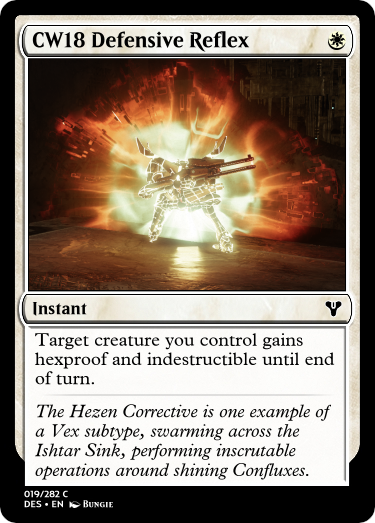 CW18 Defensive Reflex
Instant
Target creature you control gains
hexproof and indestructible until end
of turn.
The Hezen Corrective is one example of
a Vex subtype, swarming across the
Ishtar Sink, performing inscrutable
operations around shining Confluxes.
019/282 C
DES • EN Bungie